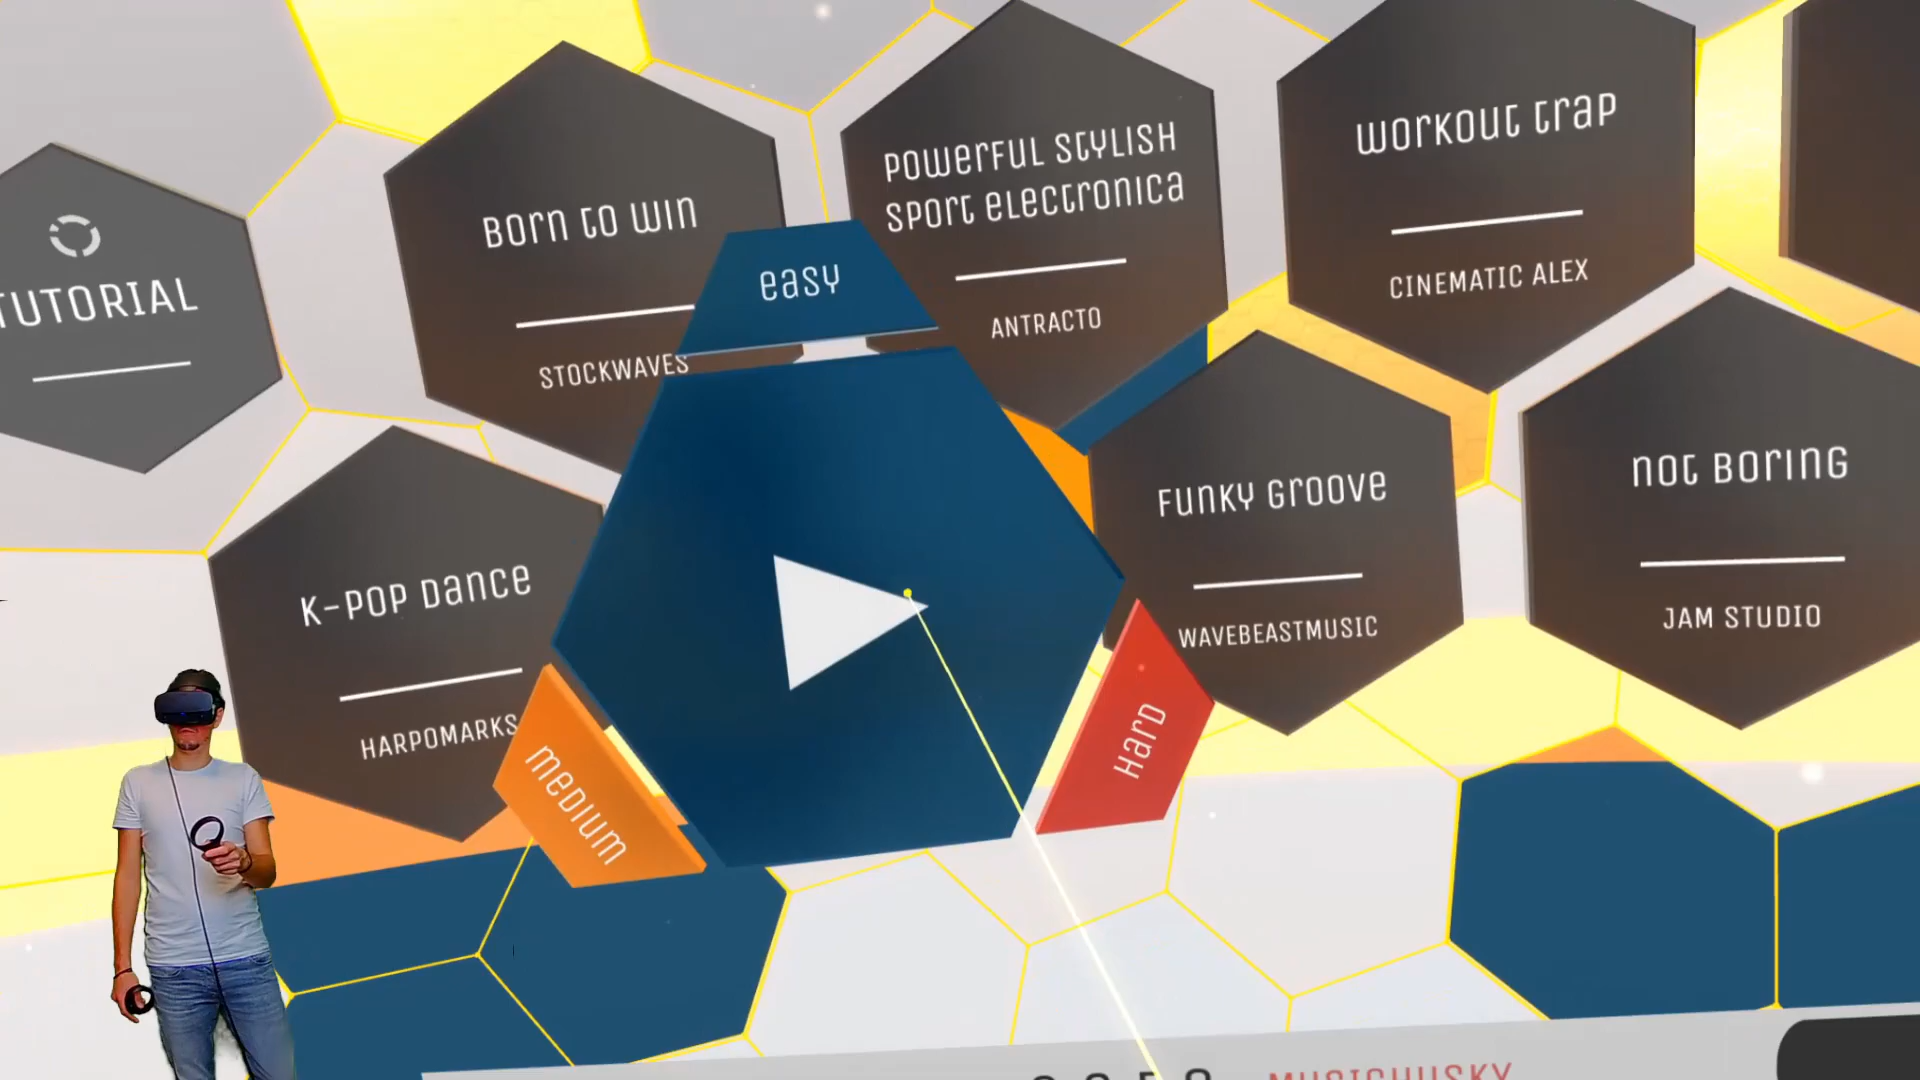 TUTORIAL
Born to win
STOCKWAVES
Powerful Stylish
Sport Electronica
ANTRACTO
Workout Trap
CINEMATIC ALEX
easy
K-Pop Dance
HARPOMARKS
medium
Hard
Funky Groove
WAVEBEASTMUSIC
Not Boring
JAM STUDIO
MUSICHUSKY